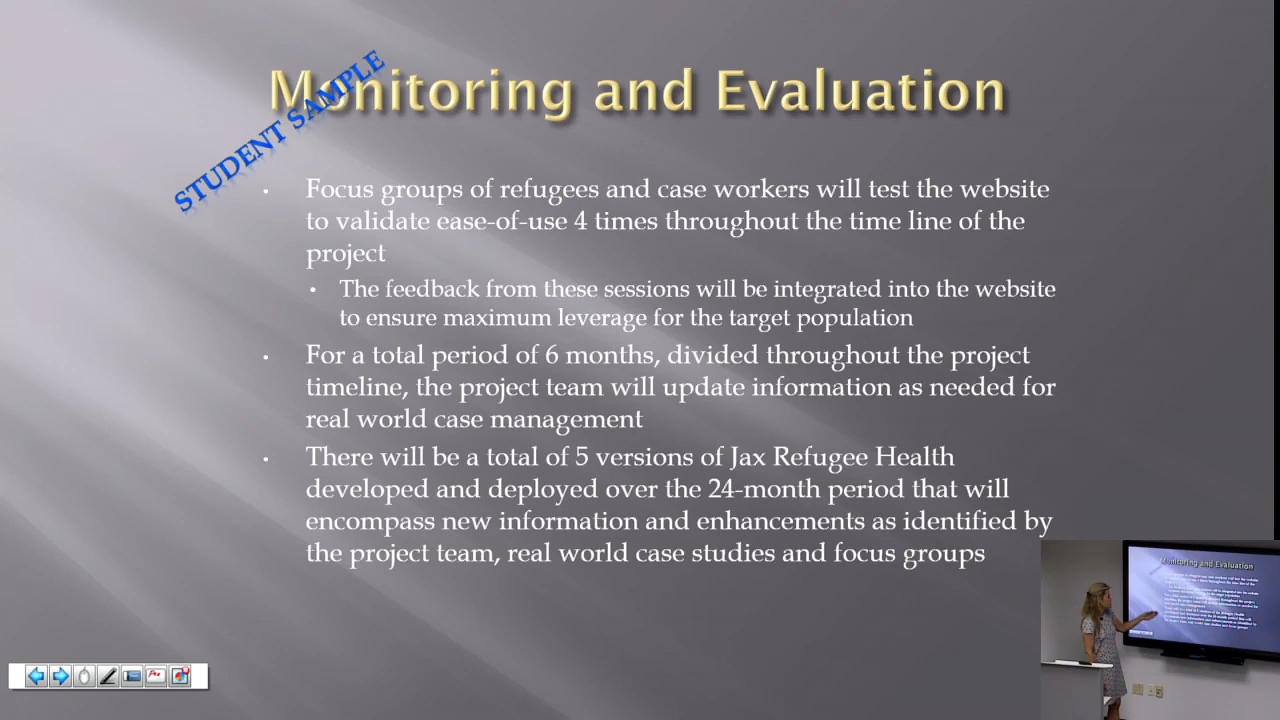 Monitoring and Evaluation
STUDENT SAMPLE
• Focus groups of refugees and case workers will test the website
to validate ease-of-use 4 times throughout the time line of the
project
• The feedback from these sessions will be integrated into the website
to ensure maximum leverage for the target population
• For a total period of 6 months, divided throughout the project
timeline, the project team will update information as needed for
real world case management
• There will be a total of 5 versions of Jax Refugee Health
developed and deployed over the 24-month period that will
encompass new information and enhancements as identified by
the project team, real world case studies and focus groups
Monitoring and Evaluation